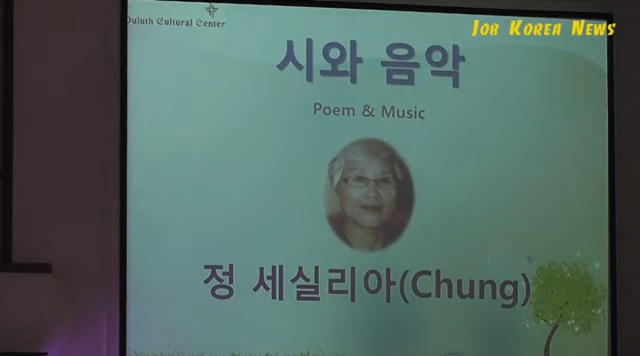 Duluth Cultural Center
Job Korea News
시와 음악
Poem & Music
정 세실리아(Chung)